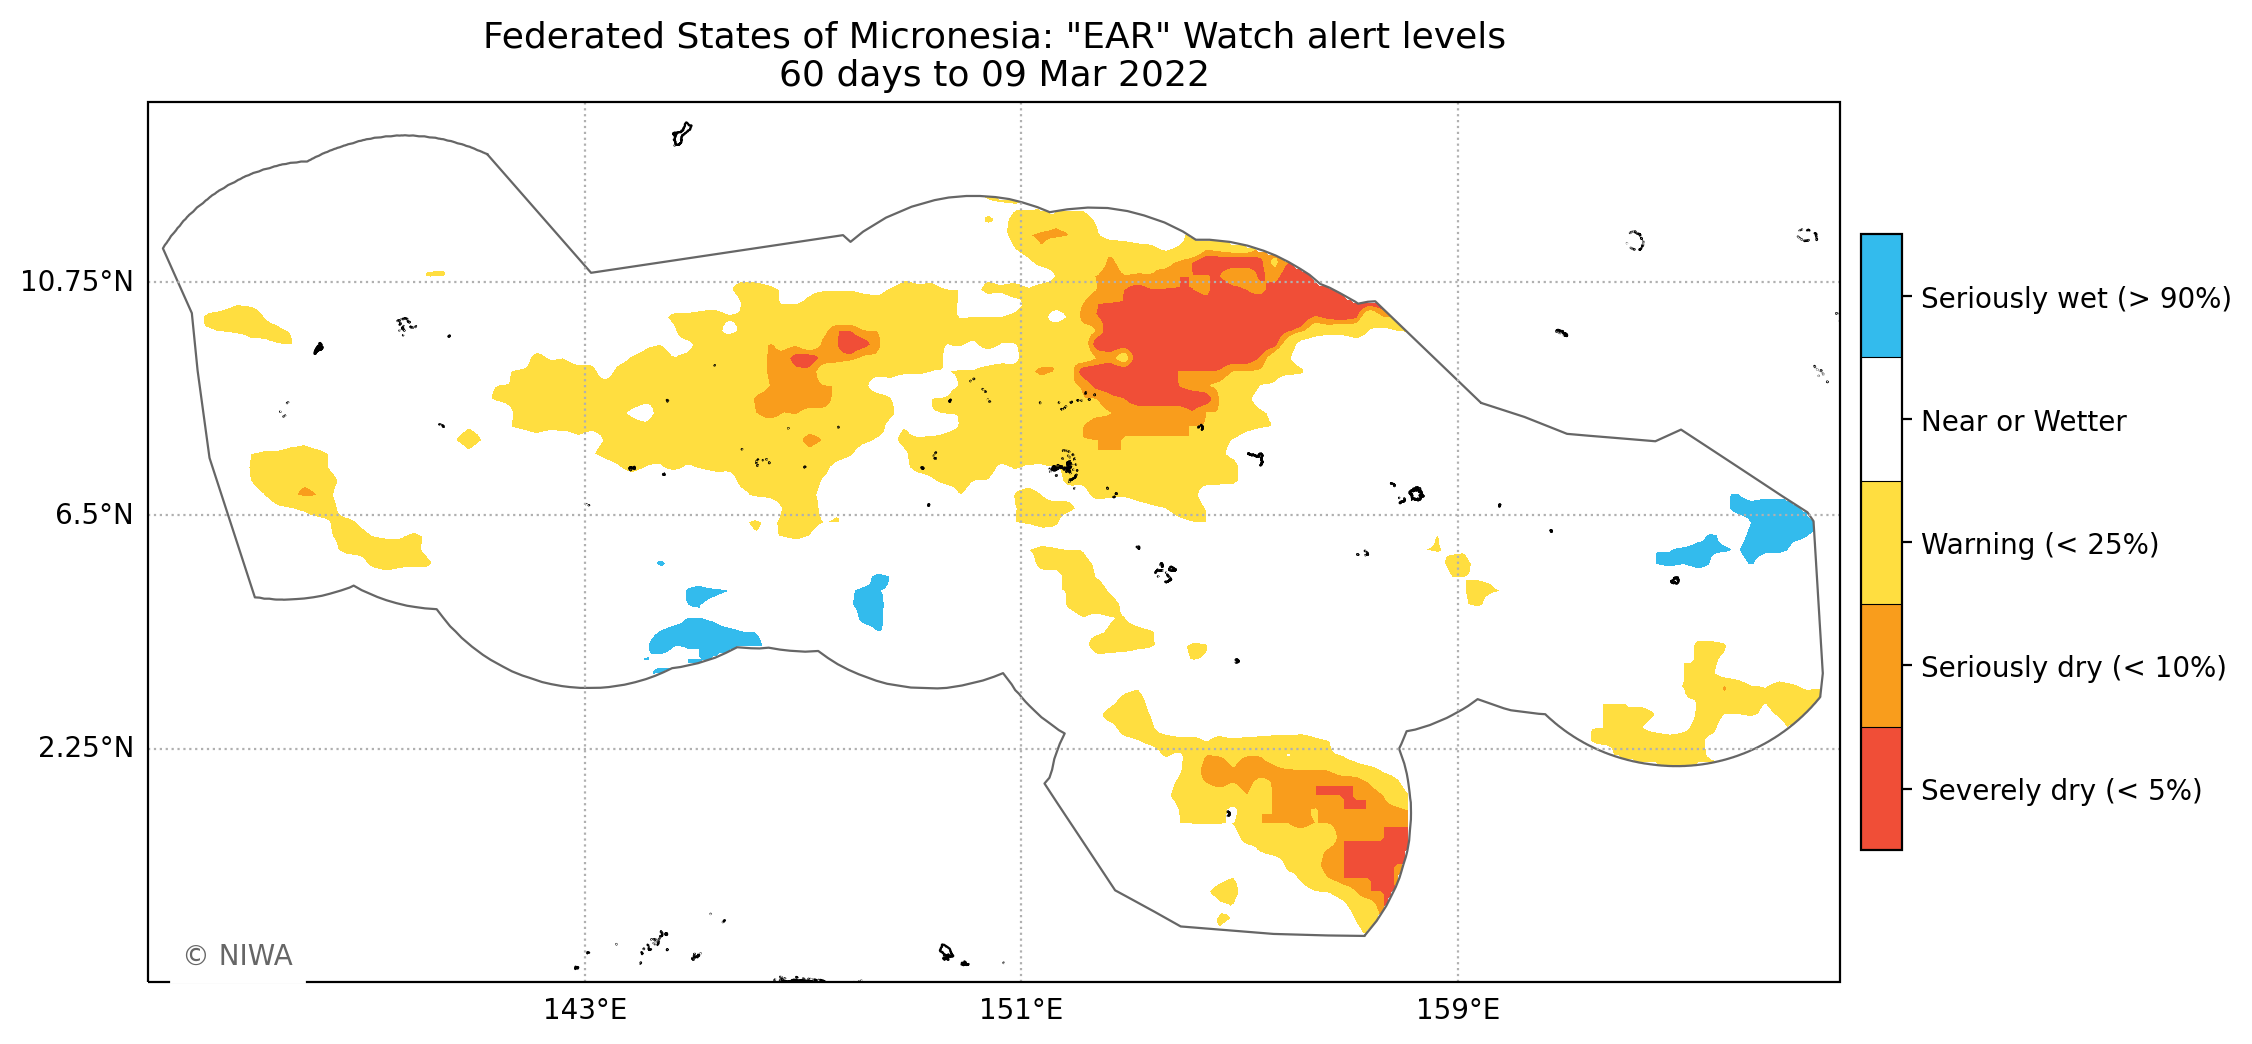 Federated States of Micronesia: "EAR" Watch alert levels
60 days to 09 Mar 2022
10.75°N
6.5°N
2.25°N
143°E
151°E
159°E
© NIWA
Seriously wet (> 90%)
Near or Wetter
Warning (< 25%)
Seriously dry (< 10%)
Severely dry (< 5%)